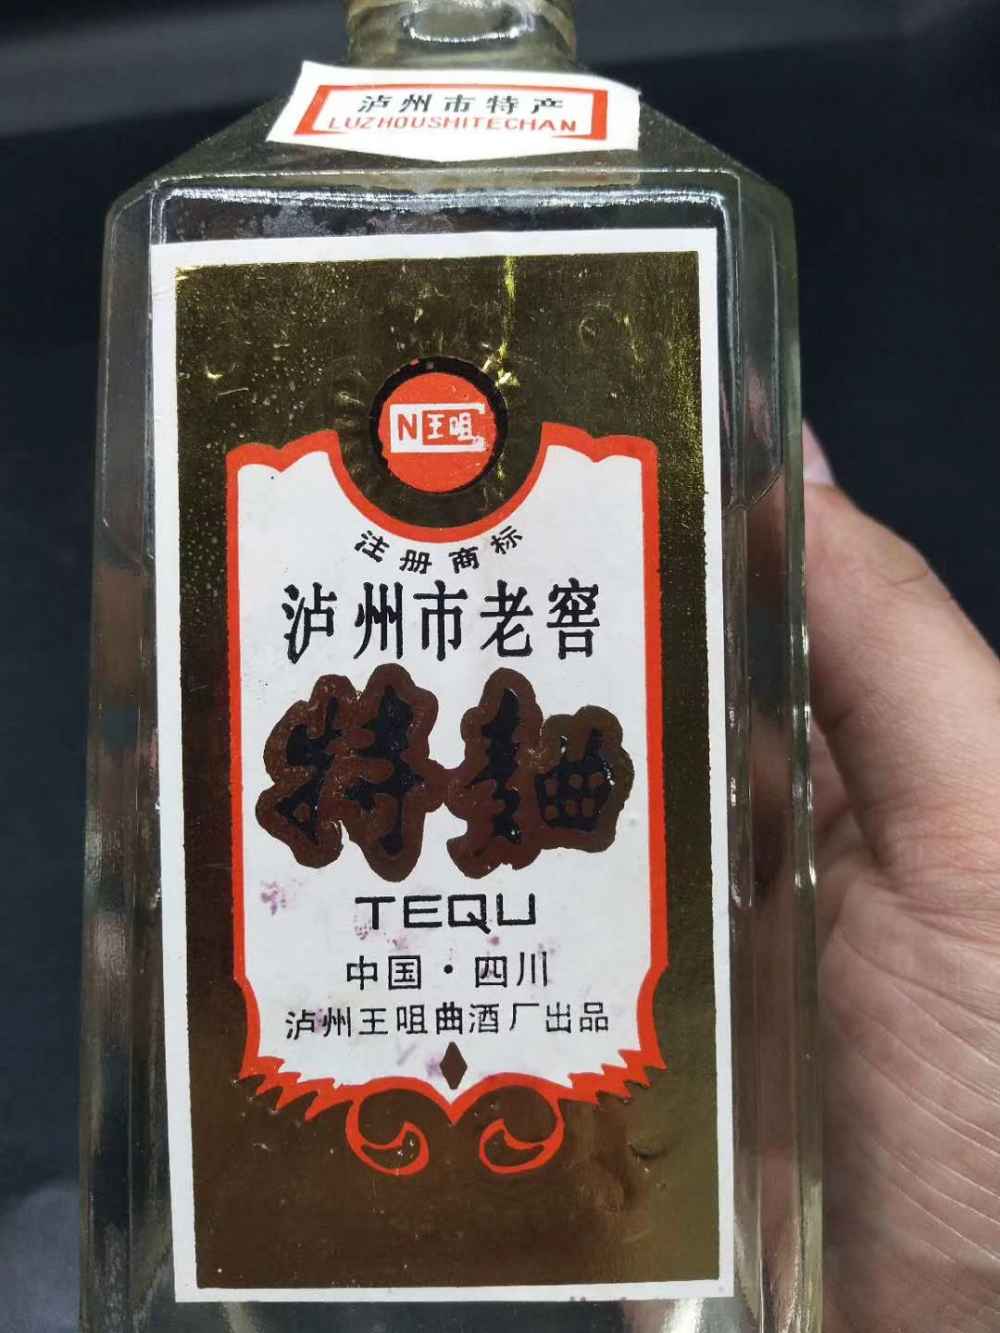 泸州市特产
LUZHOUSHITECHAN
N王咀
注册商标
泸州市老窖
特麯
TEQU
中国·四川
泸州王咀曲酒厂出品